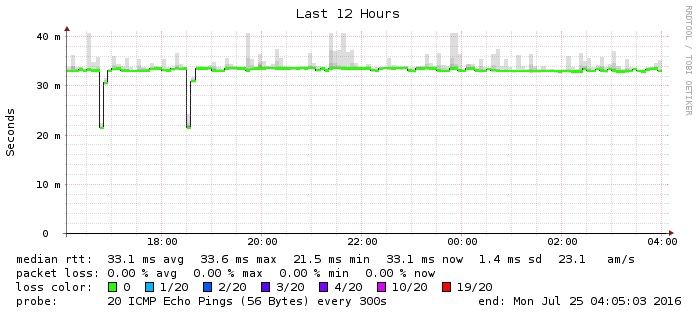 Last 12 Hours
RRDTOOL / TOBI OETIKER
Seconds
40 m
30 m
20 m
10 m
0
18:00 20:00 22:00 00:00 02:00 04:00
median rtt: 33.1 ms avg 33.6 ms max 21.5 ms min 33.1 ms now 1.4 ms sd 23.1 am/s
packet loss: 0.00 % avg 0.00 % max 0.00 % min 0.00 % now
loss color: 0 1/20 2/20 3/20 4/20 10/20 19/20
probe: 20 ICMP Echo Pings (56 Bytes) every 300s end: Mon Jul 25 04:05:03 2016